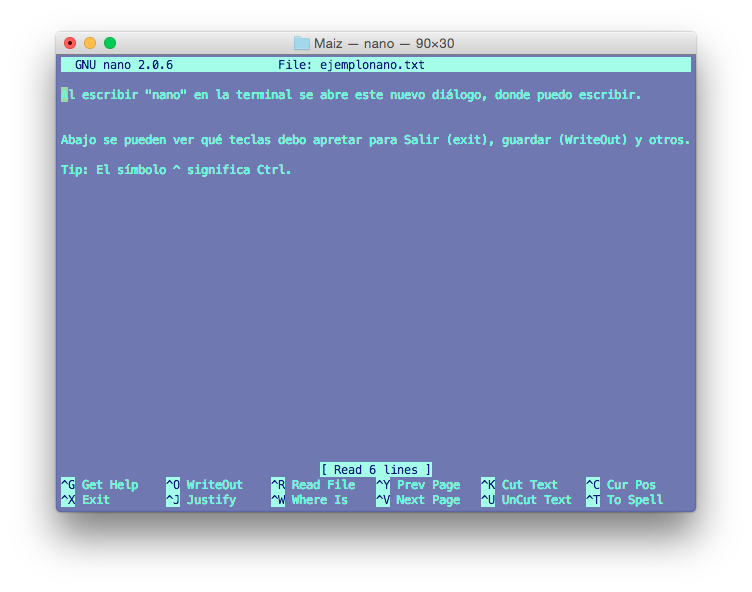 Maiz — nano — 90×30
GNU nano 2.0.6 File: ejemplonano.txt
Al escribir "nano" en la terminal se abre este nuevo diálogo, donde puedo escribir.
Abajo se pueden ver qué teclas debo apretar para Salir (exit), guardar (WriteOut) y otros.
Tip: El símbolo ^ significa Ctrl.
[ Read 6 lines ]
^G Get Help ^O WriteOut ^R Read File ^Y Prev Page ^K Cut Text ^C Cur Pos
^X Exit ^J Justify ^W Where Is ^V Next Page ^U UnCut Text ^T To Spell